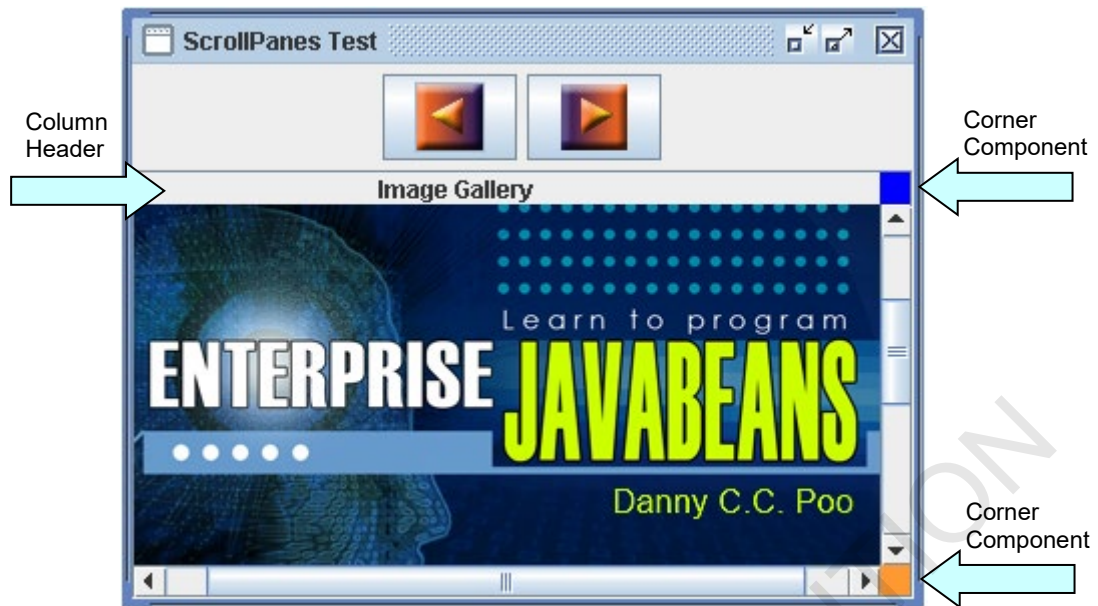 ScrollPanes Test
Column
Header
Corner
Component
Image Gallery
Learn to program
ENTERPRISE JAVABEANS
Danny C.C. Poo
Corner
Component